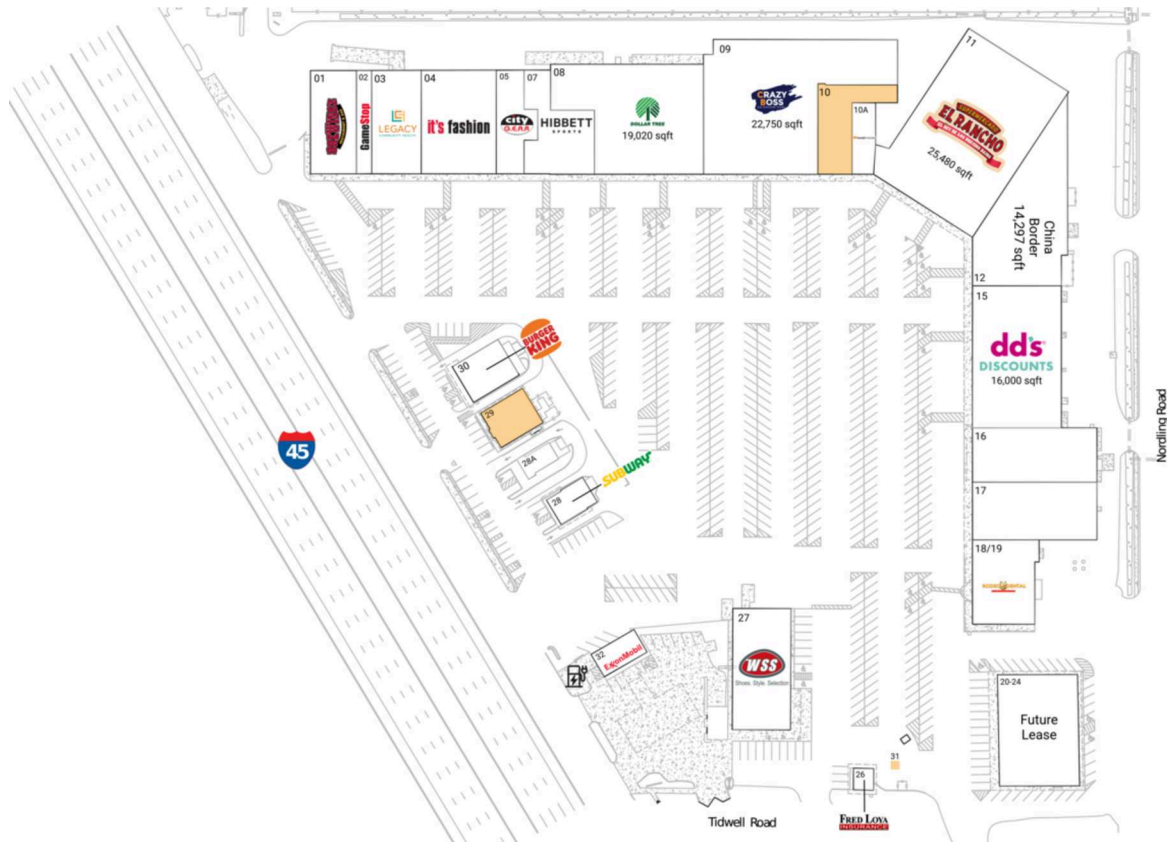 01
02
GameStop
03
LEGACY
COMMUNITY HEALTH
04
it's fashion
05
city
GEAR
07
08
HIBBETT
SPORTS
DOLLAR TREE
19,020 sqft
09
CRAZY
BOSS
22,750 sqft
10
10A
11
SUPERMERCADO
EL RANCHO
25,480 sqft
China
Border
14,297 sqft
12
15
dd's
DISCOUNTS
16,000 sqft
16
17
18/19
Nordling Road
30
BURGER
KING
29
28A
28
SUBWAY
45
32
ExxonMobil
27
WSS
Shoes. Style. Selection
20-24
Future
Lease
31
26
FRED LOYA
INSURANCE
Tidwell Road